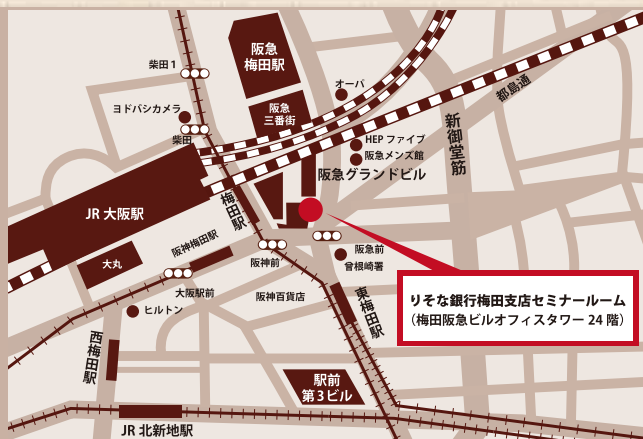 阪急
梅田駅
柴田1
オーパ
都島通
ヨドバシカメラ
阪急
三番街
新御堂筋
柴田
HEP ファイブ
阪急メンズ館
阪急グランドビル
梅田駅
JR 大阪駅
阪神梅田駅
阪急前
曾根崎署
阪神前
大丸
大阪駅前
阪神百貨店
東梅田駅
りそな銀行梅田支店セミナールーム
（梅田阪急ビルオフィスタワー 24 階）
ヒルトン
西梅田駅
駅前
第3ビル
JR 北新地駅